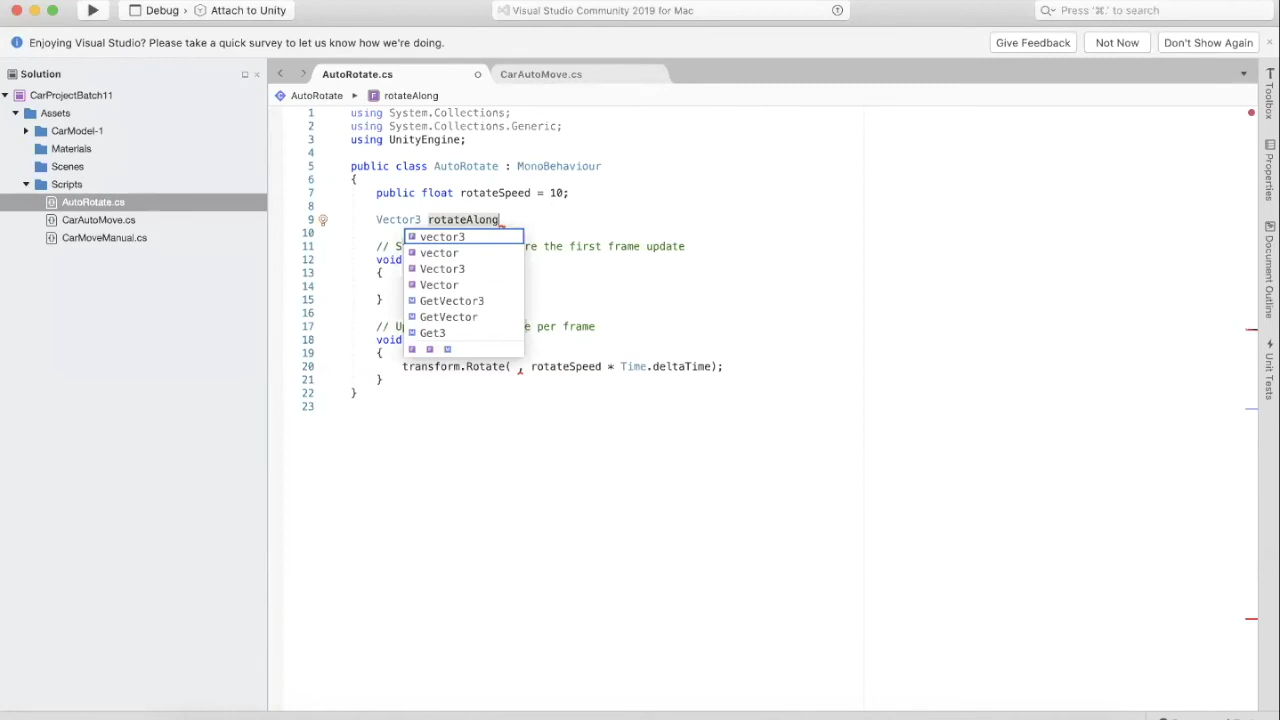 Debug › Attach to Unity
Visual Studio Community 2019 for Mac
Press '⌘.' to search
Enjoying Visual Studio? Please take a quick survey to let us know how we're doing.
Give Feedback
Not Now
Don't Show Again
Solution
AutoRotate.cs
CarAutoMove.cs
CarProjectBatch11
AutoRotate
rotateAlong
Assets
CarModel-1
Materials
Scenes
Scripts
AutoRotate.cs
CarAutoMove.cs
CarMoveManual.cs
1 using System.Collections;
2 using System.Collections.Generic;
3 using UnityEngine;
4
5 public class AutoRotate : MonoBehaviour
6 {
7 public float rotateSpeed = 10;
8
9 Vector3 rotateAlong
10
11 // S re the first frame update
12 void
13 {
14
15 }
16
17 // U e per frame
18 void
19 {
20 transform.Rotate( , rotateSpeed * Time.deltaTime);
21 }
22 }
23
vector3
vector
Vector3
Vector
GetVector3
GetVector
Get3
Toolbox
Properties
Document Outline
Unit Tests